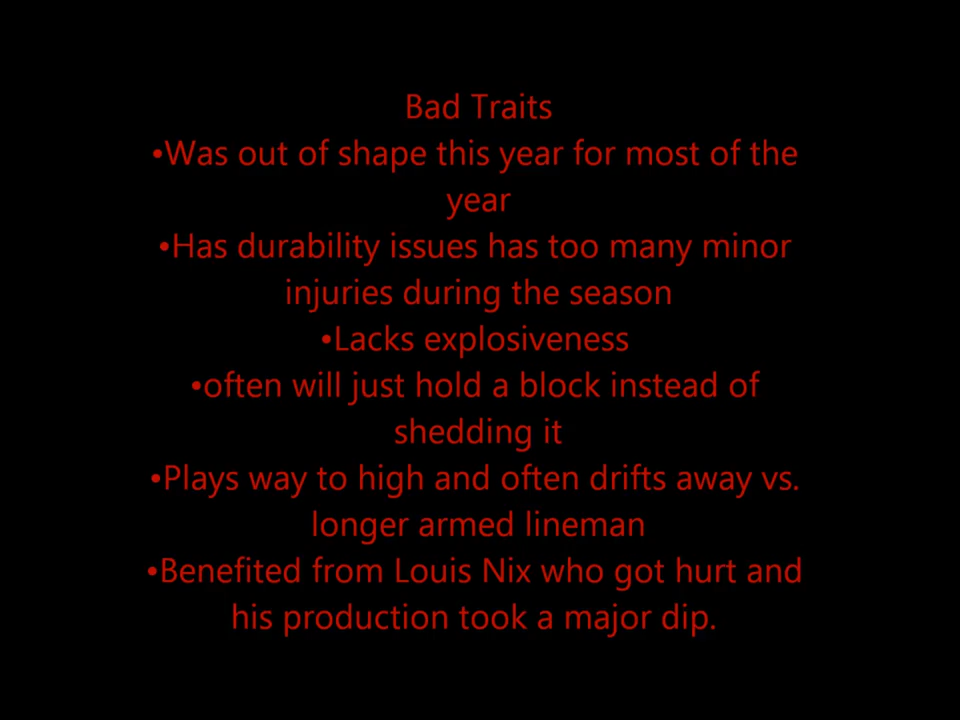 Bad Traits
•Was out of shape this year for most of the
year
•Has durability issues has too many minor
injuries during the season
•Lacks explosiveness
•often will just hold a block instead of
shedding it
•Plays way to high and often drifts away vs.
longer armed lineman
•Benefited from Louis Nix who got hurt and
his production took a major dip.